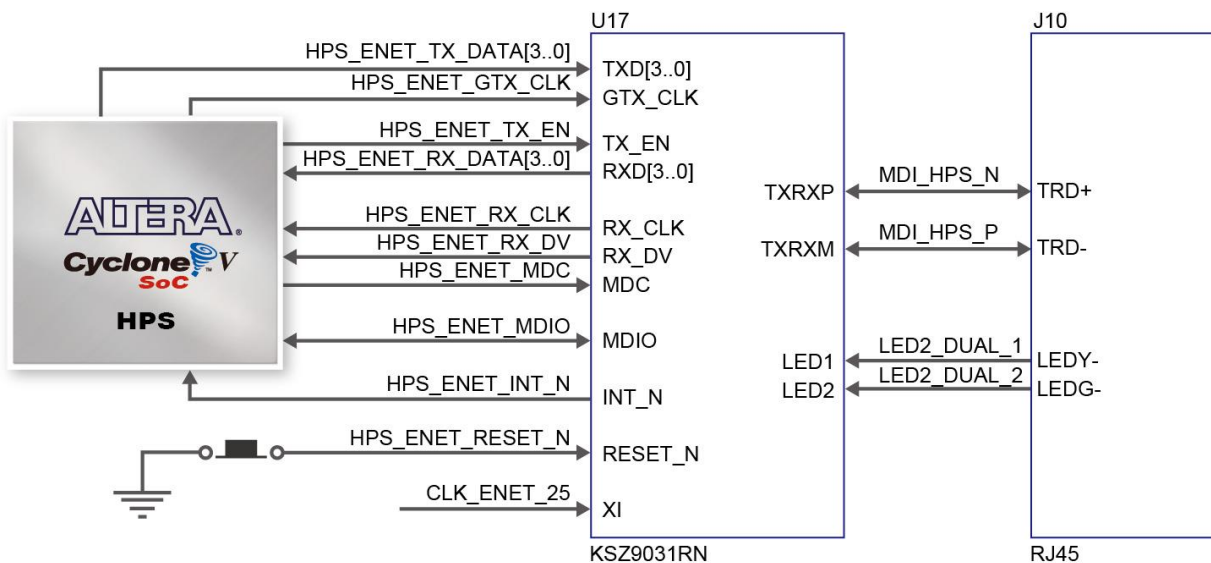 U17
J10
HPS_ENET_TX_DATA[3..0]
TXD[3..0]
HPS_ENET_GTX_CLK
GTX_CLK
HPS_ENET_TX_EN
TX_EN
HPS_ENET_RX_DATA[3..0]
RXD[3..0]
TXRXP
MDI_HPS_N
TRD+
ALTERA®
HPS_ENET_RX_CLK
RX_CLK
Cyclone™ V
HPS_ENET_RX_DV
RX_DV
TXRXM
MDI_HPS_P
TRD-
SoC
HPS_ENET_MDC
MDC
HPS
HPS_ENET_MDIO
MDIO
LED1
LED2_DUAL_1
LEDY-
LED2
LED2_DUAL_2
LEDG-
HPS_ENET_INT_N
INT_N
HPS_ENET_RESET_N
RESET_N
CLK_ENET_25
XI
KSZ9031RN
RJ45